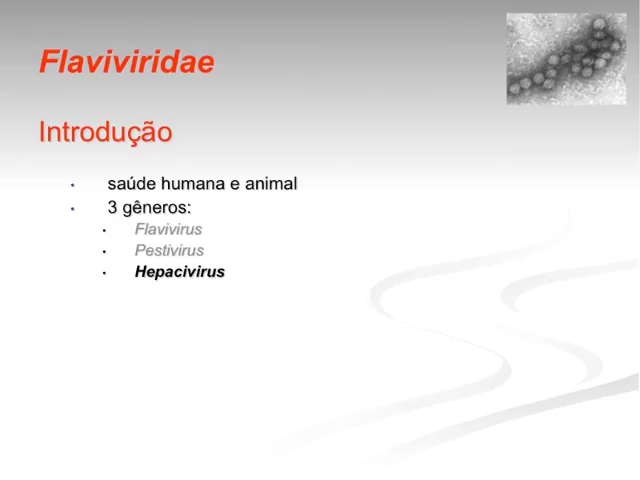 Flaviviridae
Introdução
• saúde humana e animal
• 3 gêneros:
• Flavivirus
• Pestivirus
• Hepacivirus